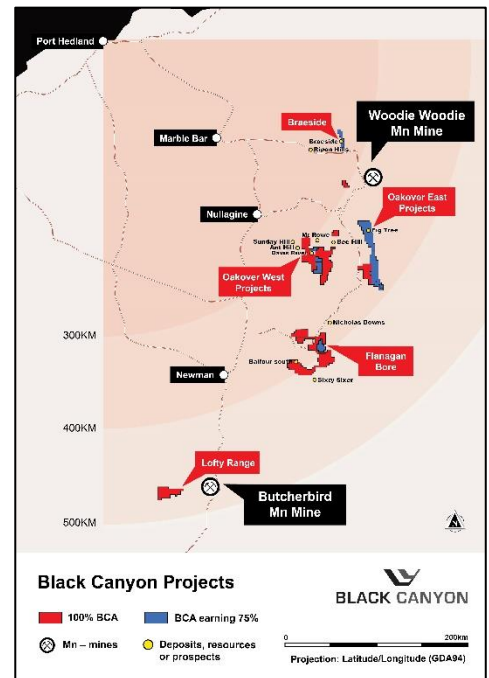 Port Hedland
Braeside
Woodie Woodie
Mn Mine
Marble Bar
Braeside
Ripon Hills
Oakover East
Projects
Nullagine
Fig Tree
Mt Rowe
Sunday Hill
Bee Hill
Ant Hill
Oakover West
Projects
300KM
Nicholas Downs
Flanagan
Bore
Balfour south
Newman
Sixty Sixer
400KM
Lofty Range
Butcherbird
Mn Mine
500KM
Black Canyon Projects
BLACK CANYON
100% BCA
BCA earning 75%
Mn – mines
Deposits, resources
or prospects
0
200km
Projection: Latitude/Longitude (GDA94)